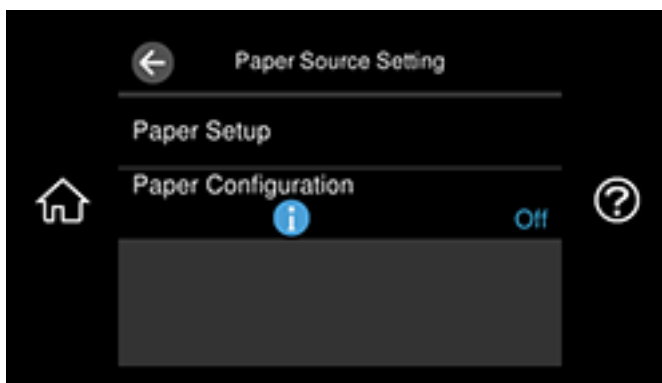 Paper Source Setting
Paper Setup
Paper Configuration
Off